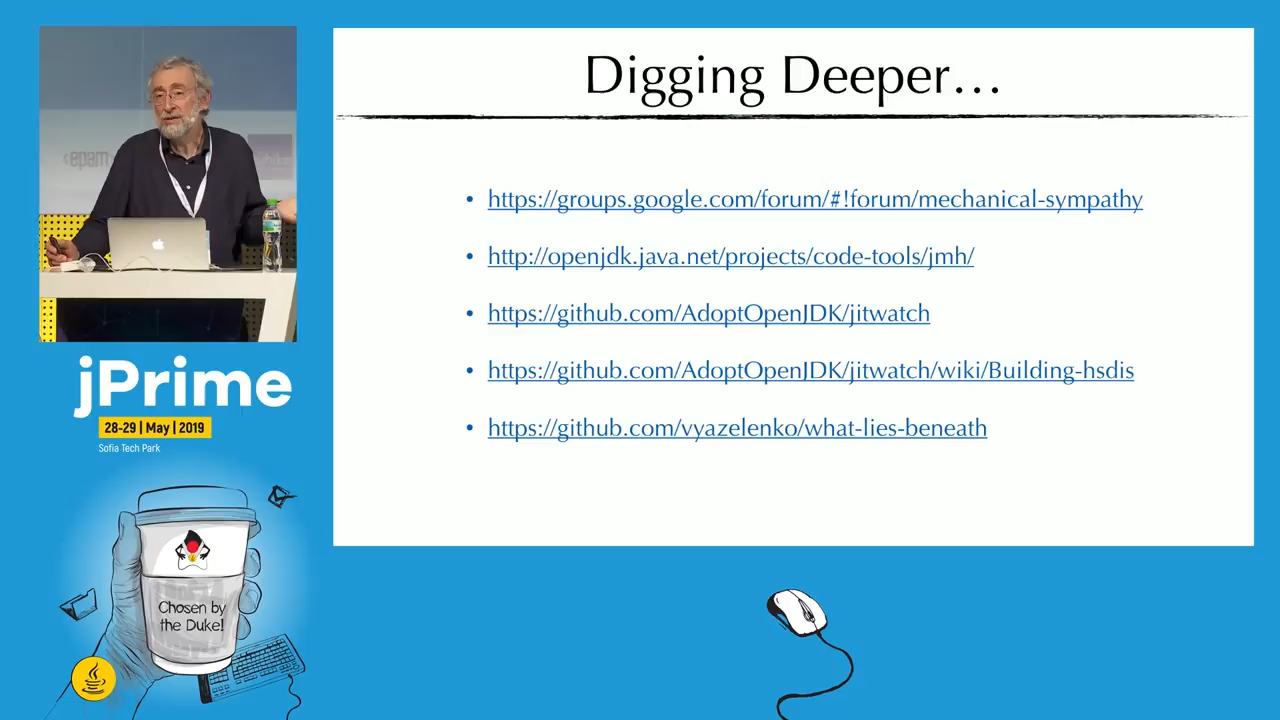 epam
jPrime
28-29 | May | 2019
Sofia Tech Park
Chosen by
the Duke!
Digging Deeper...
• https://groups.google.com/forum/#!forum/mechanical-sympathy
• http://openjdk.java.net/projects/code-tools/jmh/
• https://github.com/AdoptOpenJDK/jitwatch
• https://github.com/AdoptOpenJDK/jitwatch/wiki/Building-hsdis
• https://github.com/vyazelenko/what-lies-beneath